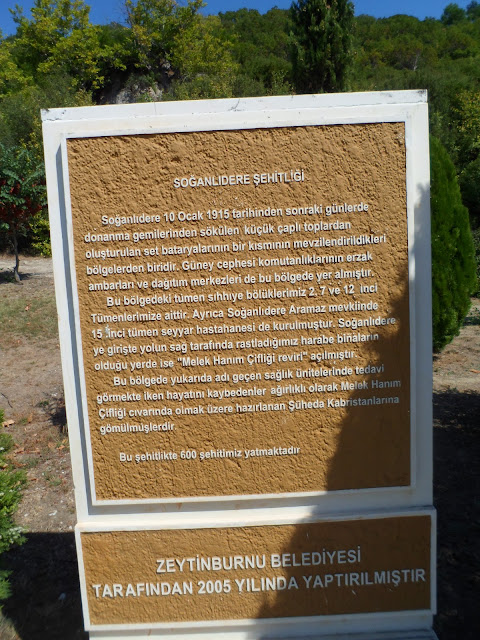 SOĞANLIDERE ŞEHİTLİĞİ
Soğanlıdere 10 Ocak 1915 tarihinden sonraki günlerde
donanma gemilerinden sökülen küçük çaplı toplardan
oluşturulan set bataryalarının bir kısmının mevzilendirildikleri
bölgelerden biridir. Güney cephesi komutanlıklarının erzak
ambarları ve dağıtım merkezleri de bu bölgede yer almıştır.
Bu bölgedeki tümen sıhhiye bölüklerimiz 2. 7 ve 12 inci
Tümenlerimize aittir. Ayrıca Soğanlıdere Aramaz mevkiinde
15 inci tümen seyyar hastahanesi de kurulmuştur. Soğanlıdere
ye girişte yolun sağ tarafında rastladığımız harabe binaların
olduğu yerde ise "Melek Hanım Çifliği reviri" açılmıştır.
Bu bölgede yukarıda adı geçen sağlık ünitelerinde tedavi
görmekte iken hayatını kaybedenler ağırlıklı olarak Melek Hanım
Çifliği cıvarında olmak üzere hazırlanan Şüheda Kabristanlarına
gömülmüşlerdir.
Bu şehitlikte 600 şehitimiz yatmaktadır
ZEYTİNBURNU BELEDİYESİ
TARAFINDAN 2005 YILINDA YAPTIRILMIŞTIR